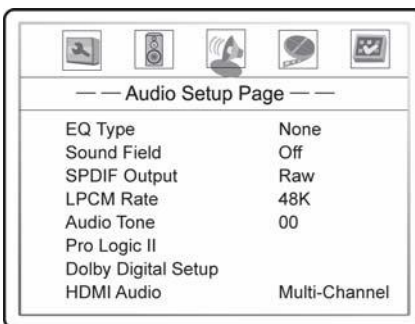 — — Audio Setup Page — —
EQ Type None
Sound Field Off
SPDIF Output Raw
LPCM Rate 48K
Audio Tone 00
Pro Logic II
Dolby Digital Setup
HDMI Audio Multi-Channel